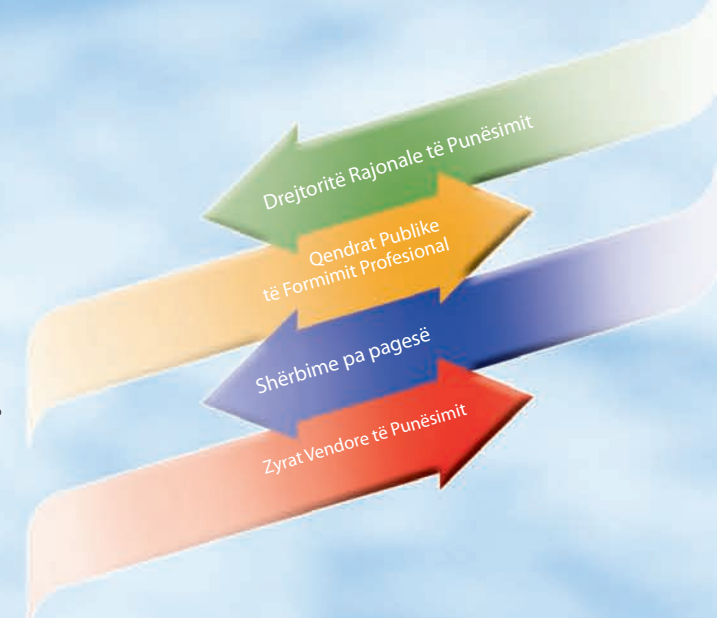 Drejtoritë Rajonale të Punësimit
Qendrat Publike
të Formimit Profesional
Shërbime pa pagesë
Zyrat Vendore të Punësimit